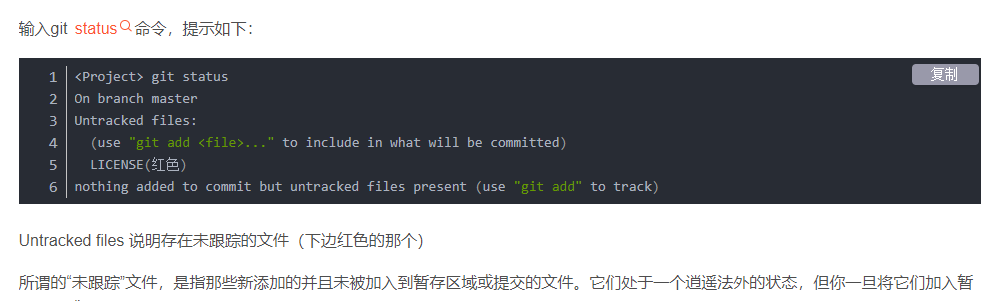 输入git status 命令，提示如下：
复制
1 <Project> git status
2 On branch master
3 Untracked files:
4 (use "git add <file>..." to include in what will be committed)
5 LICENSE(红色)
6 nothing added to commit but untracked files present (use "git add" to track)
Untracked files 说明存在未跟踪的文件（下边红色的那个）
所谓的“未跟踪”文件，是指那些新添加的并且未被加入到暂存区域或提交的文件。它们处于一个逍遥法外的状态，但你一旦将它们加入暂